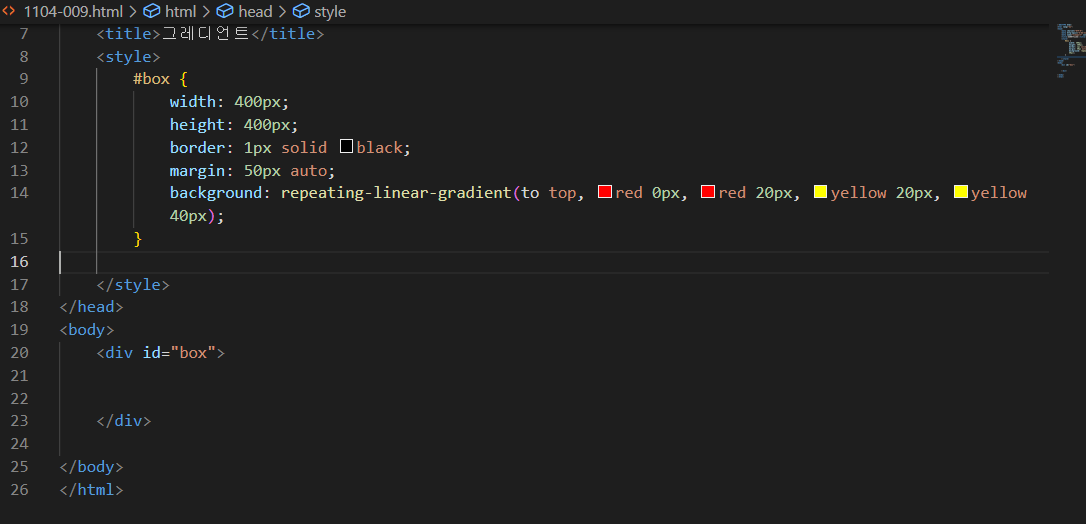 1104-009.html > html > head > style
7 <title>그레디언트</title>
8 <style>
9 #box {
10 width: 400px;
11 height: 400px;
12 border: 1px solid black;
13 margin: 50px auto;
14 background: repeating-linear-gradient(to top, red 0px, red 20px, yellow 20px, yellow
40px);
15 }
16
17 </style>
18 </head>
19 <body>
20 <div id="box">
21
22
23 </div>
24
25 </body>
26 </html>